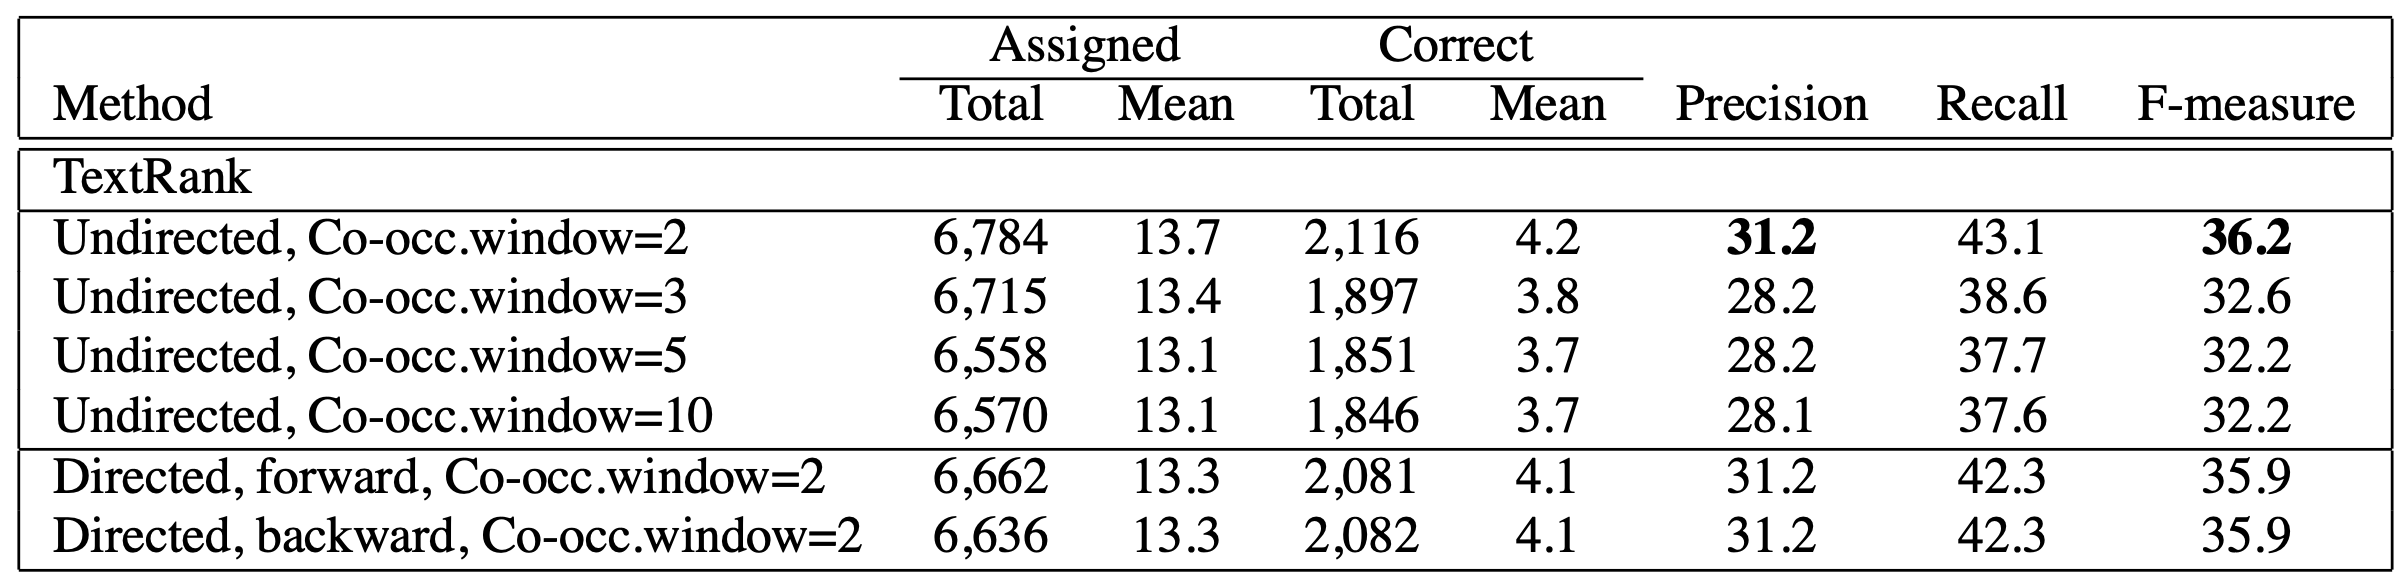 Assigned Correct
Method Total Mean Total Mean Precision Recall F-measure
TextRank
Undirected, Co-occ.window=2 6,784 13.7 2,116 4.2 31.2 43.1 36.2
Undirected, Co-occ.window=3 6,715 13.4 1,897 3.8 28.2 38.6 32.6
Undirected, Co-occ.window=5 6,558 13.1 1,851 3.7 28.2 37.7 32.2
Undirected, Co-occ.window=10 6,570 13.1 1,846 3.7 28.1 37.6 32.2
Directed, forward, Co-occ.window=2 6,662 13.3 2,081 4.1 31.2 42.3 35.9
Directed, backward, Co-occ.window=2 6,636 13.3 2,082 4.1 31.2 42.3 35.9